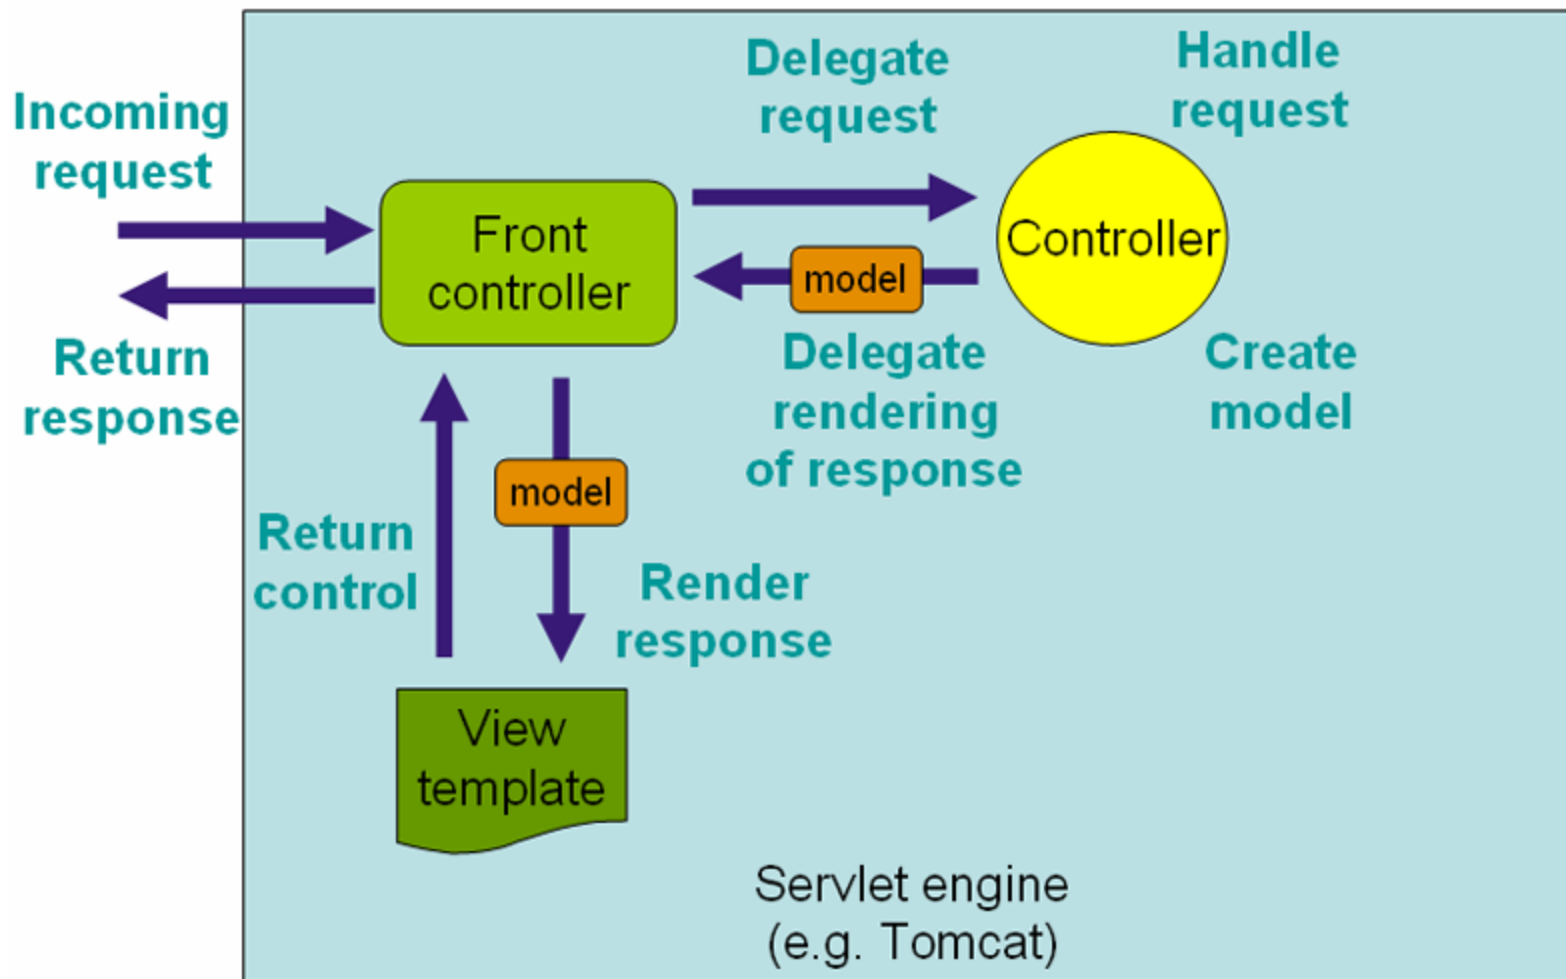 Incoming
request
Delegate
request
Handle
request
Front
controller
Controller
model
Return
response
Delegate
rendering
of response
Create
model
model
Return
control
Render
response
View
template
Servlet engine
(e.g. Tomcat)